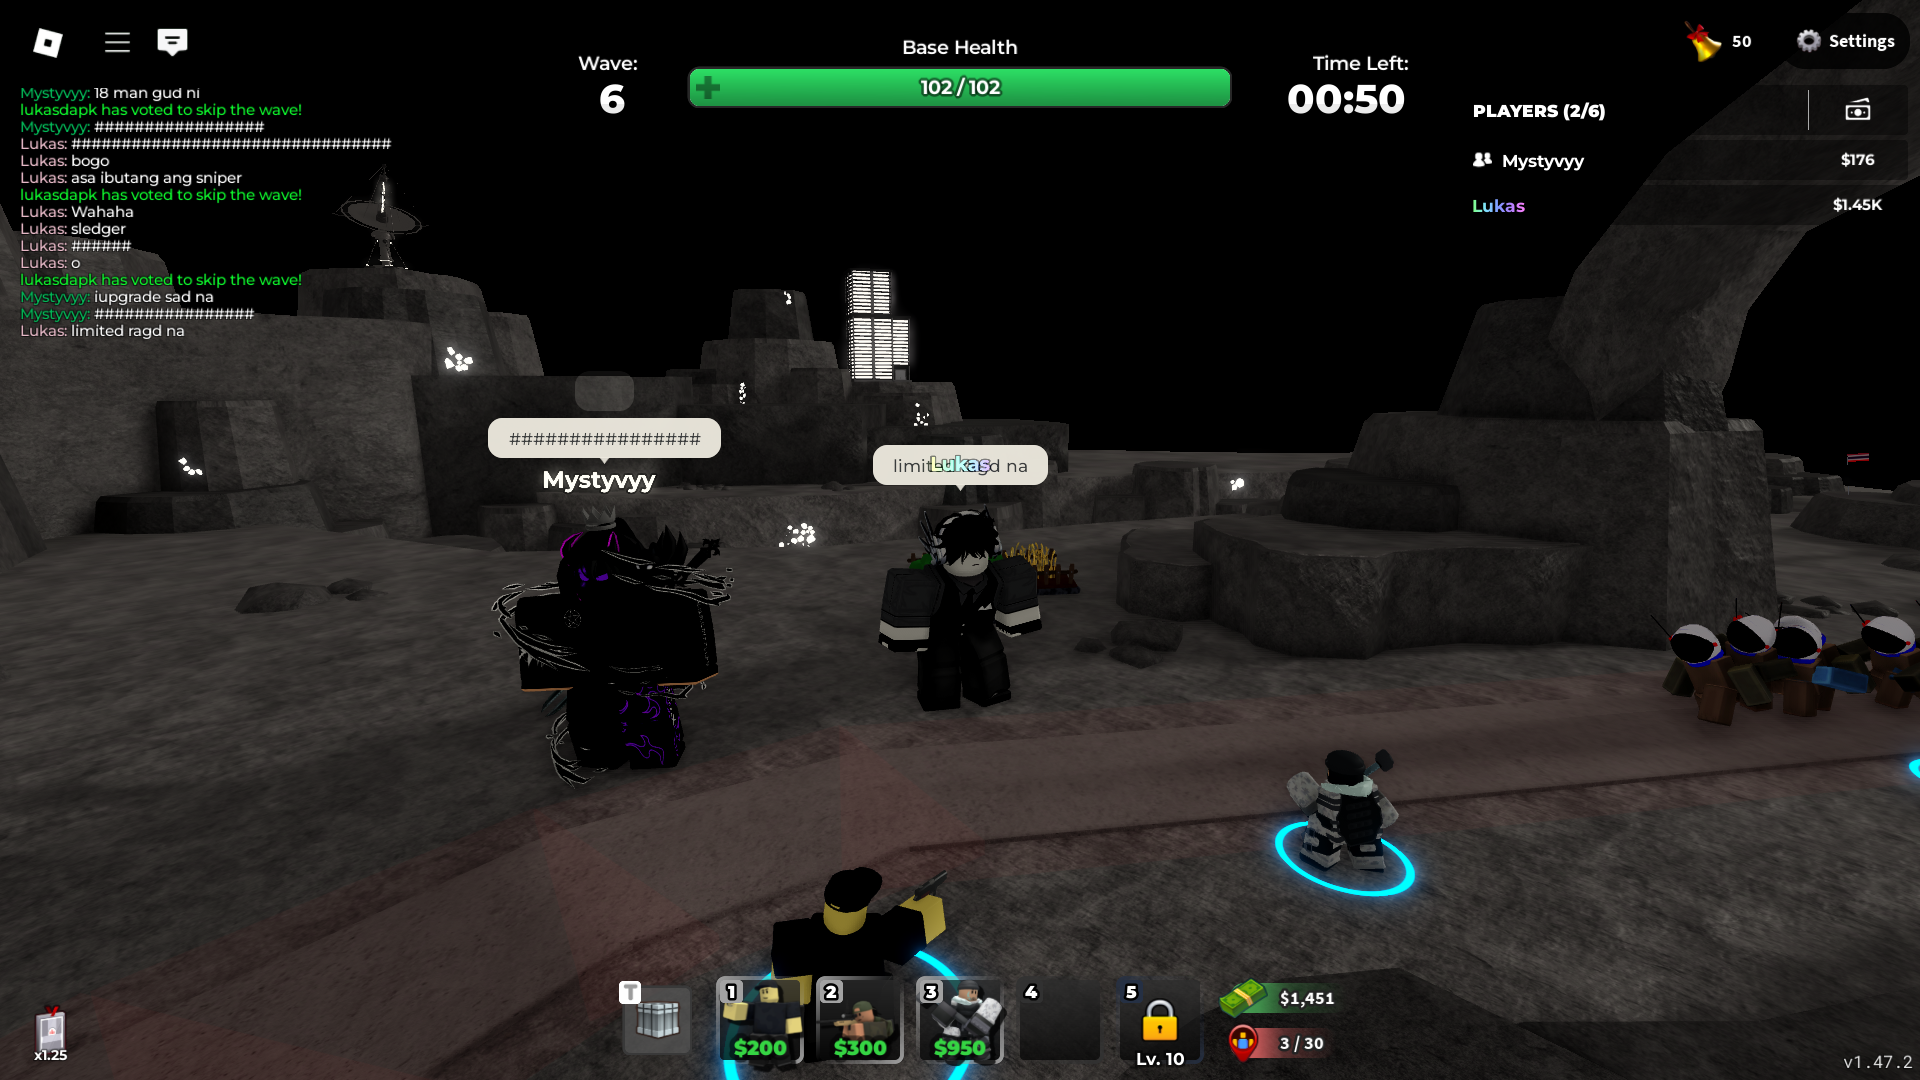 Wave:
6
Base Health
102 / 102
Time Left:
00:50
50
Settings
PLAYERS (2/6)
Mystyvyy
$176
Lukas
$1.45K
Mystyvyy: 18 man gud ni
lukasdapk has voted to skip the wave!
Mystyvyy: #################
Lukas: ################################
Lukas: bogo
Lukas: asa ibutang ang sniper
lukasdapk has voted to skip the wave!
Lukas: Wahaha
Lukas: sledger
Lukas: ######
Lukas: o
lukasdapk has voted to skip the wave!
Mystyvyy: iupgrade sad na
Mystyvyy: ################
Lukas: limited ragd na
################
Mystyvyy
limited ragd na
Lukas
T
1
$200
2
$300
3
$950
4
5
Lv. 10
$1,451
3 / 30
x1.25
v1.47.2